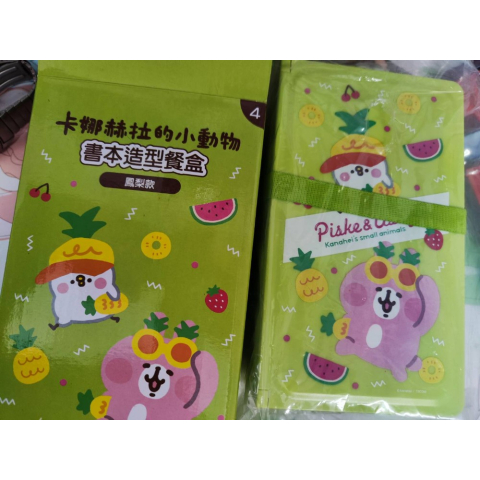 4
卡娜赫拉的小動物
書本造型餐盒
鳳梨款
Piske &
Kanahei's small animals